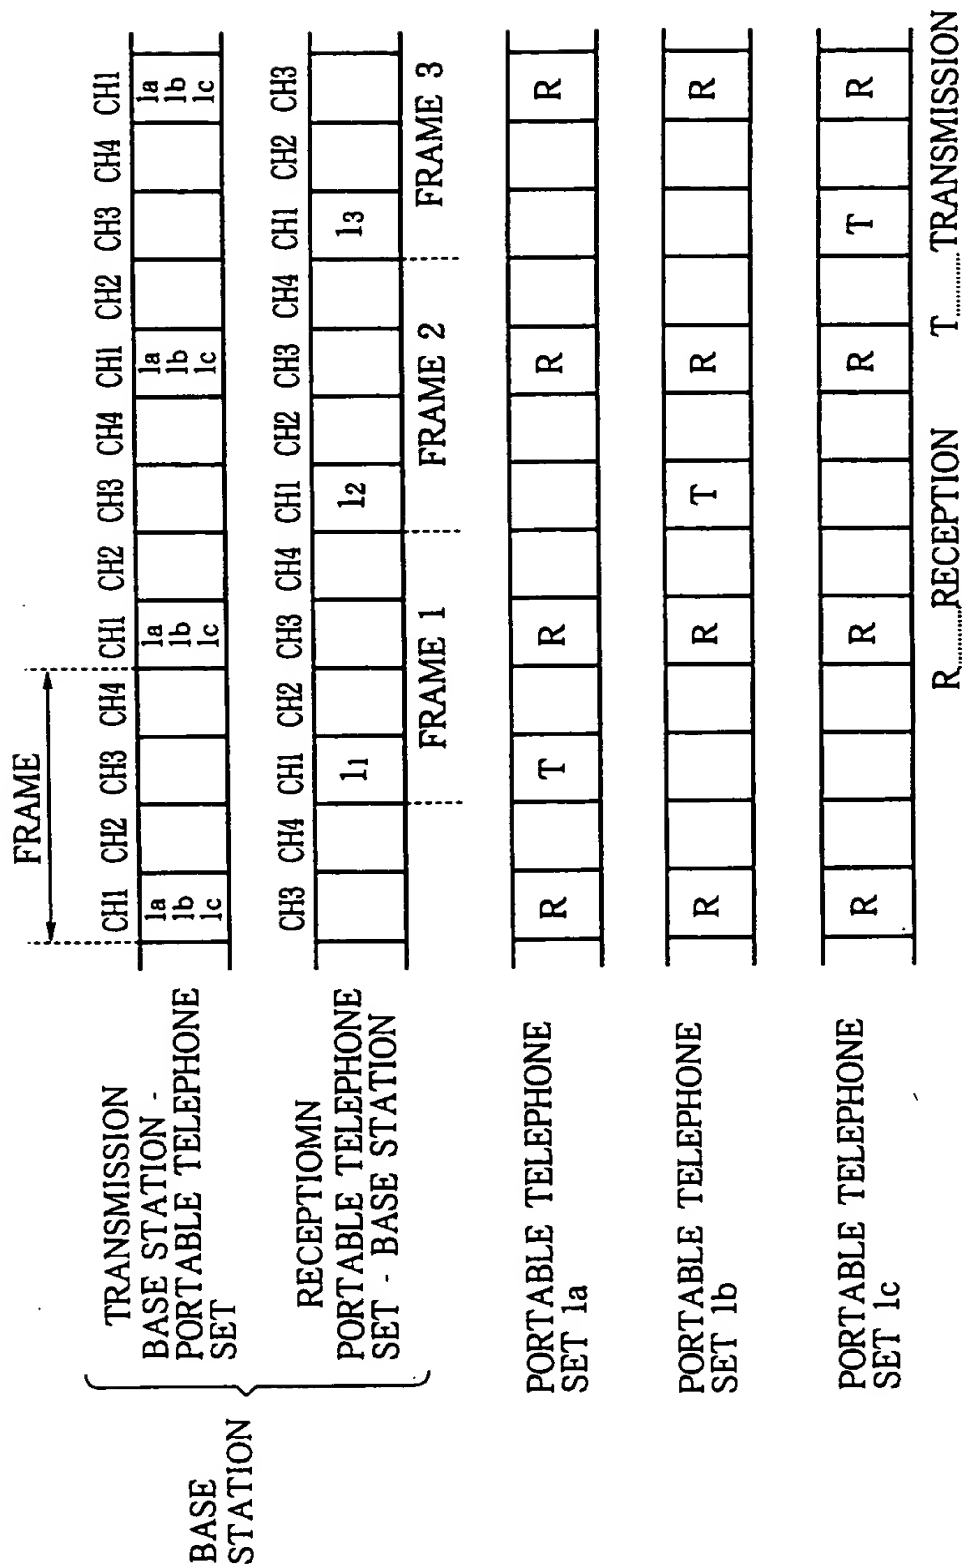 FRAME
CH1 CH2 CH3 CH4 CH1 CH2 CH3 CH4 CH1 CH2 CH3 CH4 CH1
BASE STATION
TRANSMISSION
BASE STATION -
PORTABLE TELEPHONE
SET
1a 1b 1c
1a 1b 1c
1a 1b 1c
1a 1b 1c
CH3 CH4 CH1 CH2 CH3 CH4 CH1 CH2 CH3 CH4 CH1 CH2 CH3
RECEPTIOMN
PORTABLE TELEPHONE
SET - BASE STATION
11 12 13
FRAME 1 FRAME 2 FRAME 3
PORTABLE TELEPHONE
SET 1a
R T R R R
PORTABLE TELEPHONE
SET 1b
R R T R R
PORTABLE TELEPHONE
SET 1c
R R R T R
R........RECEPTION T........TRANSMISSION